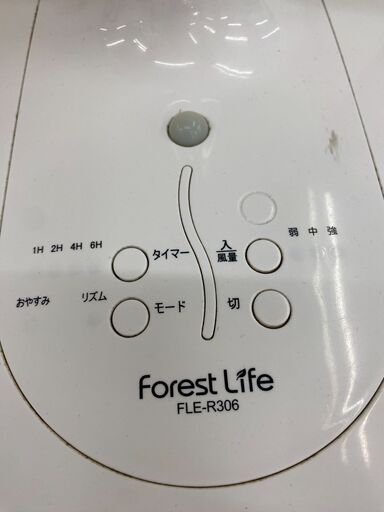 弱 中 強
1H 2H 4H 6H タイマー 入/風量
おやすみ リズム モード 切
Forest Life
FLE-R306